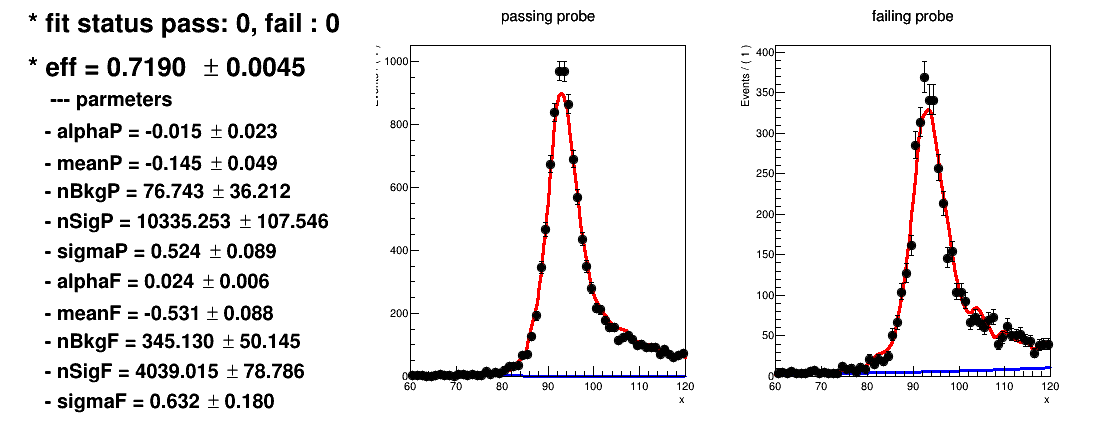 * fit status pass: 0, fail : 0
* eff = 0.7190 ± 0.0045
--- parmeters
- alphaP = -0.015 ± 0.023
- meanP = -0.145 ± 0.049
- nBkgP = 76.743 ± 36.212
- nSigP = 10335.253 ± 107.546
- sigmaP = 0.524 ± 0.089
- alphaF = 0.024 ± 0.006
- meanF = -0.531 ± 0.088
- nBkgF = 345.130 ± 50.145
- nSigF = 4039.015 ± 78.786
- sigmaF = 0.632 ± 0.180
passing probe
1000
800
600
400
200
0
60 70 80 90 100 110 120
x
failing probe
Events / ( 1 )
400
350
300
250
200
150
100
50
0
60 70 80 90 100 110 120
x